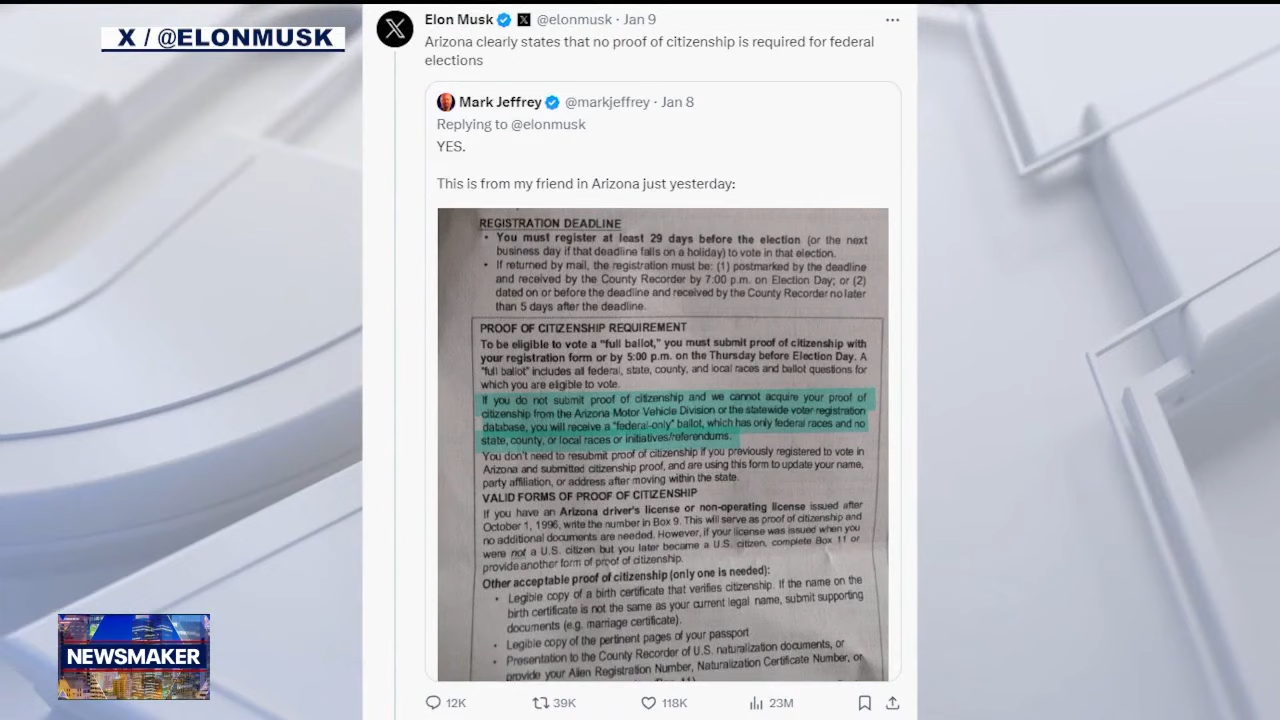 X / @ELONMUSK
Elon Musk @elonmusk · Jan 9
Arizona clearly states that no proof of citizenship is required for federal
elections
Mark Jeffrey @markjeffrey · Jan 8
Replying to @elonmusk
YES.
This is from my friend in Arizona just yesterday:
REGISTRATION DEADLINE
• You must register at least 29 days before the election (or the next
business day if that deadline falls on a holiday) to vote in that election.
• If returned by mail, the registration must be: (1) postmarked by the deadline
and received by the County Recorder by 7:00 p.m. on Election Day; or (2)
dated on or before the deadline and received by the County Recorder no later
than 5 days after the deadline.
PROOF OF CITIZENSHIP REQUIREMENT
To be eligible to vote a "full ballot," you must submit proof of citizenship with
your registration form or by 5:00 p.m. on the Thursday before Election Day. A
"full ballot" includes all federal, state, county, and local races and ballot questions for
which you are eligible to vote.
If you do not submit proof of citizenship and we cannot acquire your proof of
citizenship from the Arizona Motor Vehicle Division or the statewide voter registration
database, you will receive a "federal-only" ballot, which has only federal races and no
state, county, or local races or initiatives/referendums.
You don't need to resubmit proof of citizenship if you previously registered to vote in
Arizona and submitted citizenship proof, and are using this form to update your name,
party affiliation, or address after moving within the state.
VALID FORMS OF PROOF OF CITIZENSHIP
If you have an Arizona driver's license or non-operating license issued after
October 1, 1996, write the number in Box 9. This will serve as proof of citizenship and
no additional documents are needed. However, if your license was issued when you
were not a U.S. citizen but you later became a U.S. citizen, complete Box 11 or
provide another form of proof of citizenship.
Other acceptable proof of citizenship (only one is needed):
• Legible copy of a birth certificate that verifies citizenship. If the name on the
birth certificate is not the same as your current legal name, submit supporting
documents (e.g. marriage certificate).
• Legible copy of the pertinent pages of your passport
• Presentation to the County Recorder of U.S. naturalization documents, or
provide your Alien Registration Number, Naturalization Certificate Number, or
12K 39K 118K 23M
NEWSMAKER